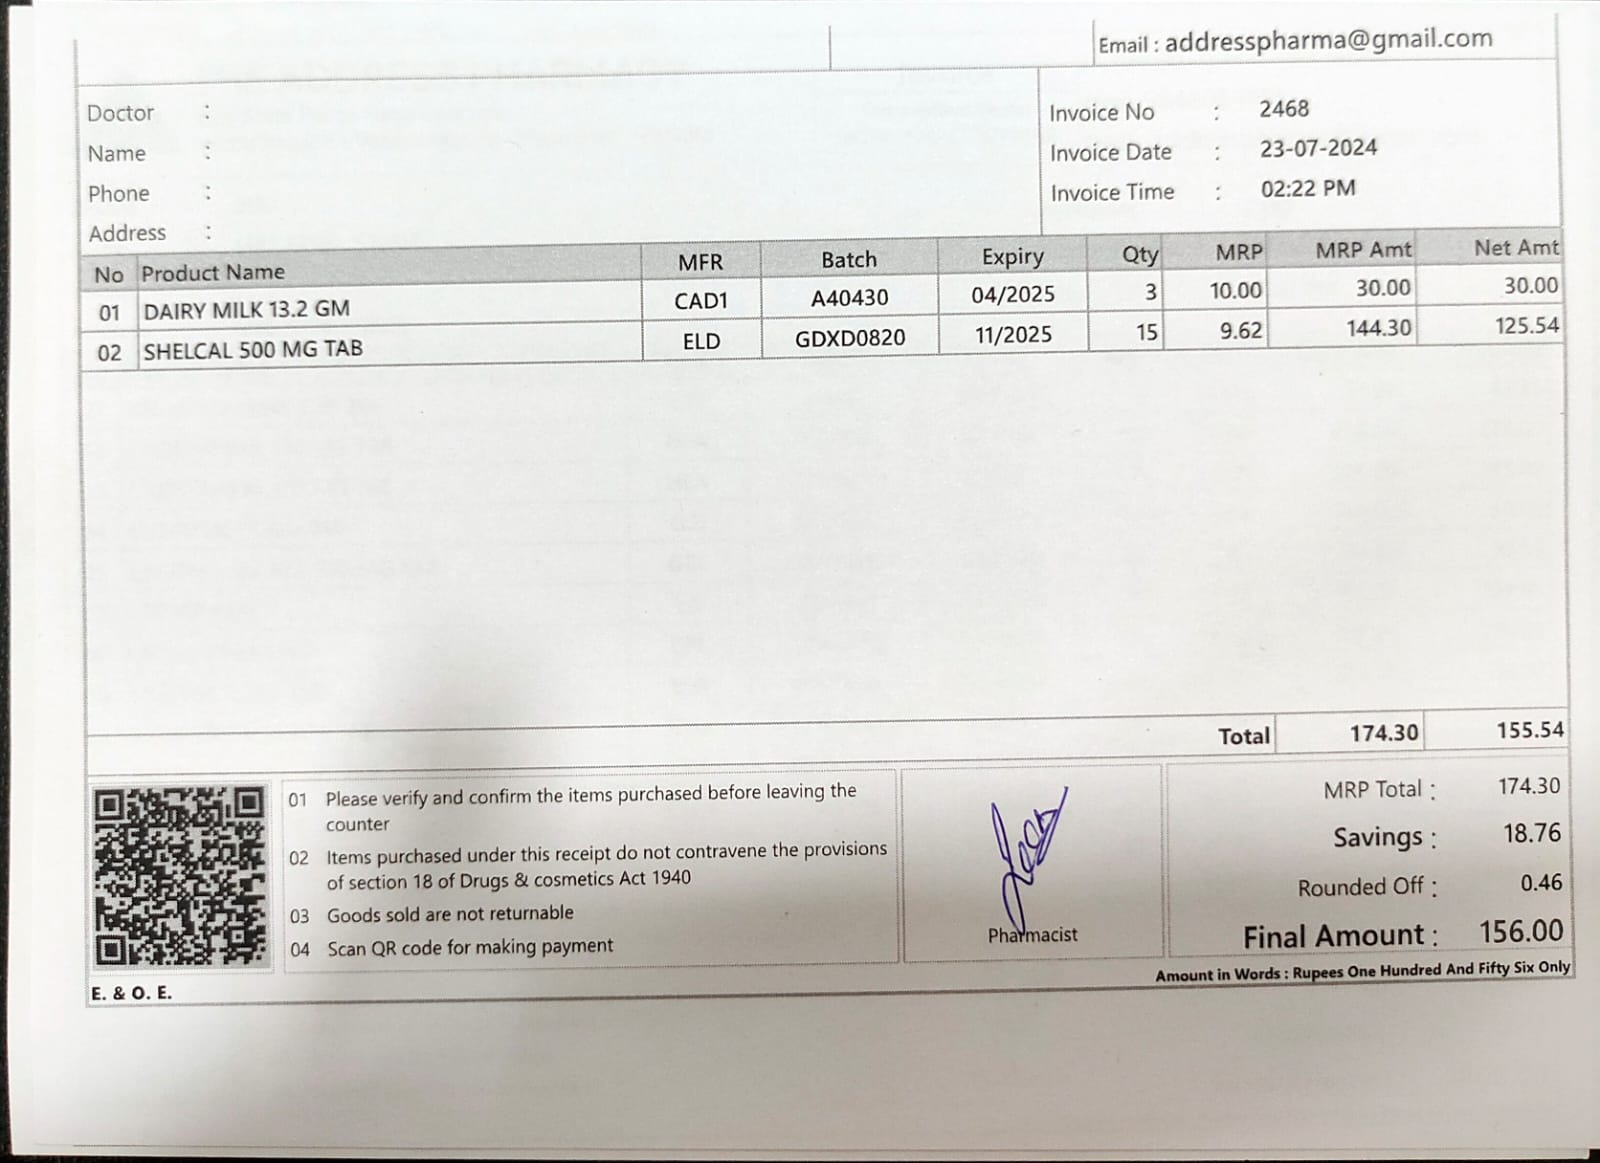 Email : addresspharma@gmail.com
Doctor :
Name :
Phone :
Address :
Invoice No : 2468
Invoice Date : 23-07-2024
Invoice Time : 02:22 PM
No Product Name MFR Batch Expiry Qty MRP MRP Amt Net Amt
01 DAIRY MILK 13.2 GM CAD1 A40430 04/2025 3 10.00 30.00 30.00
02 SHELCAL 500 MG TAB ELD GDXD0820 11/2025 15 9.62 144.30 125.54
Total 174.30 155.54
01 Please verify and confirm the items purchased before leaving the
counter
02 Items purchased under this receipt do not contravene the provisions
of section 18 of Drugs & cosmetics Act 1940
03 Goods sold are not returnable
04 Scan QR code for making payment
Pharmacist
MRP Total : 174.30
Savings : 18.76
Rounded Off : 0.46
Final Amount : 156.00
Amount in Words : Rupees One Hundred And Fifty Six Only
E. & O. E.